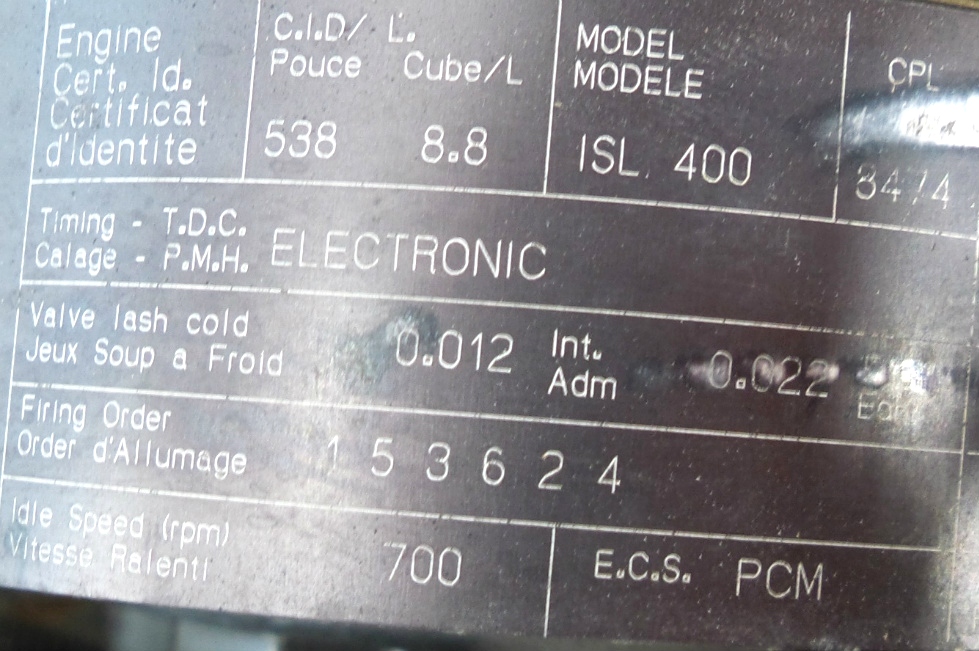 Engine
Cert. Id.
Certificat
d'Identite
C.I.D/ L.
Pouce Cube/L
538 8.8
MODEL
MODELE
ISL 400
CPL
8474
Timing - T.D.C.
Calage - P.M.H.
ELECTRONIC
Valve lash cold
Jeux Soup a Froid
0.012
Int.
Adm
0.022
Firing Order
Order d'Allumage
1 5 3 6 2 4
Idle Speed (rpm)
Vitesse Ralenti
700
E.C.S. PCM